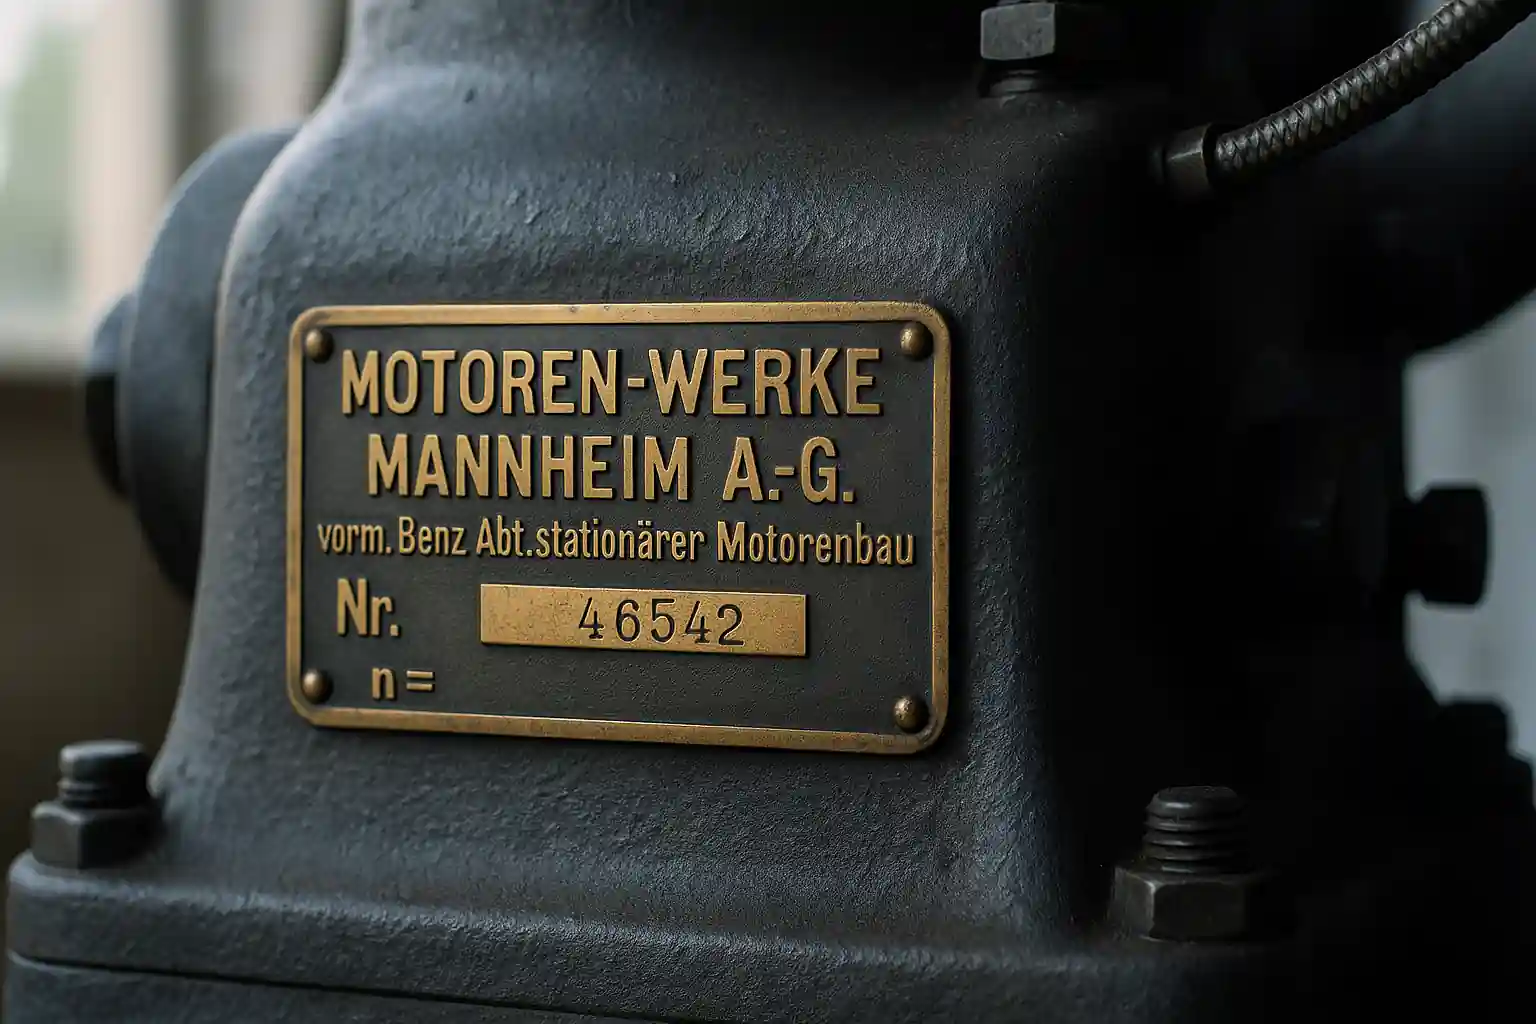 MOTOREN-WERKE
MANNHEIM A.-G.
vorm. Benz Abt. stationärer Motorenbau
Nr. 46542
n=